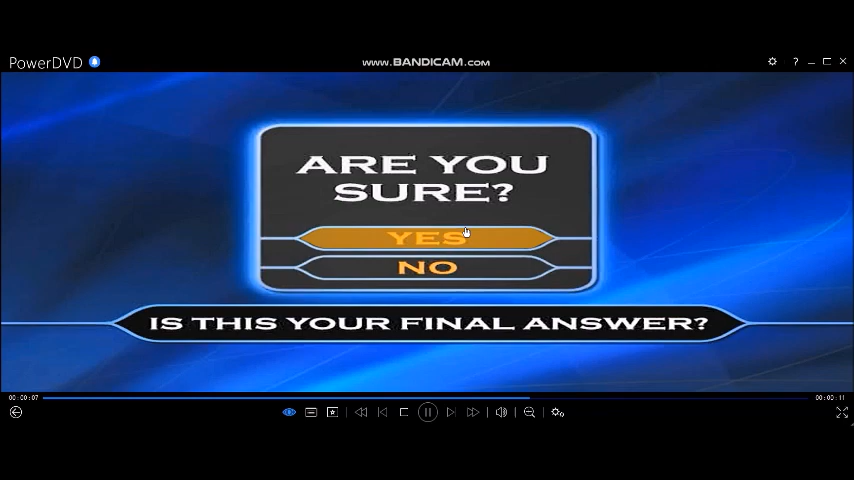 PowerDVD
www.BANDICAM.com
?
ARE YOU
SURE?
YES
NO
IS THIS YOUR FINAL ANSWER?
00:00:07
00:00:11